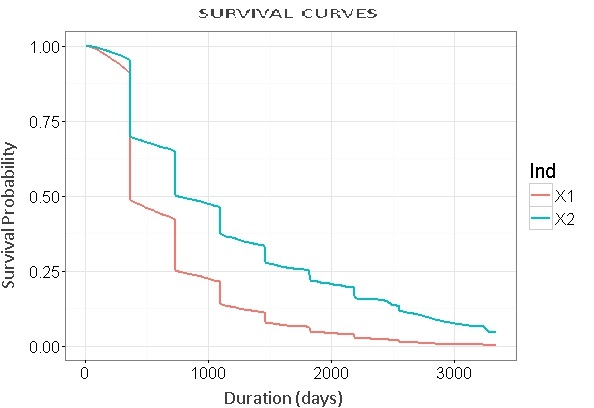 SURVIVAL CURVES
Survival Probability
1.00
0.75
0.50
0.25
0.00
0
1000
2000
3000
Duration (days)
Ind
X1
X2